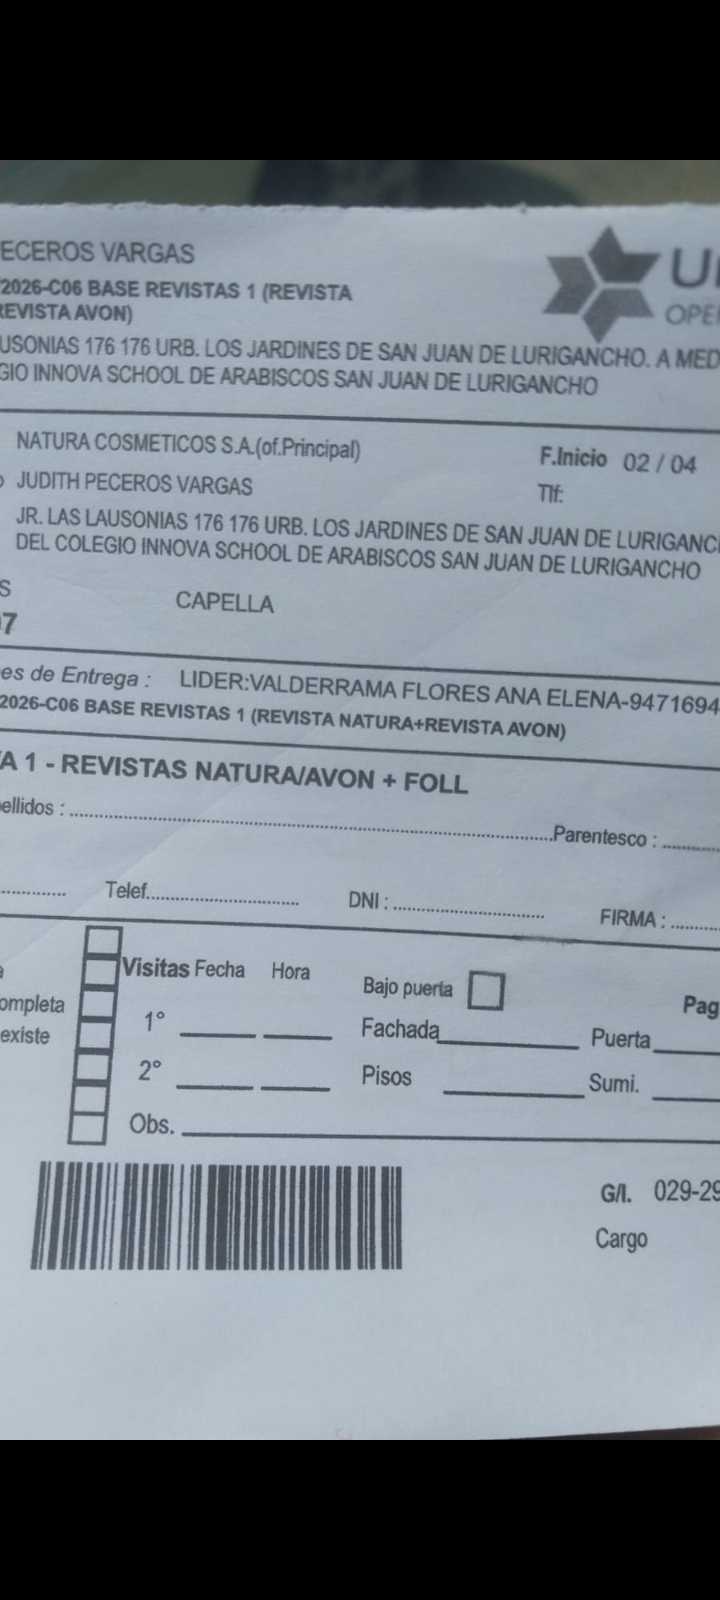 ECEROS VARGAS
2026-C06 BASE REVISTAS 1 (REVISTA
REVISTA AVON)
USONIAS 176 176 URB. LOS JARDINES DE SAN JUAN DE LURIGANCHO. A MED
GIO INNOVA SCHOOL DE ARABISCOS SAN JUAN DE LURIGANCHO
OPE
NATURA COSMETICOS S.A.(of.Principal)
F.Inicio 02 / 04
JUDITH PECEROS VARGAS
Tlf:
JR. LAS LAUSONIAS 176 176 URB. LOS JARDINES DE SAN JUAN DE LURIGANC
DEL COLEGIO INNOVA SCHOOL DE ARABISCOS SAN JUAN DE LURIGANCHO
S
CAPELLA
7
es de Entrega : LIDER:VALDERRAMA FLORES ANA ELENA-9471694
2026-C06 BASE REVISTAS 1 (REVISTA NATURA+REVISTA AVON)
A 1 - REVISTAS NATURA/AVON + FOLL
ellidos : Parentesco :
Telef. DNI : FIRMA :
Visitas Fecha Hora
Bajo puerta
Pag
ompleta
existe
1°
Fachada
Puerta
2°
Pisos
Sumi.
Obs.
G/I. 029-29
Cargo